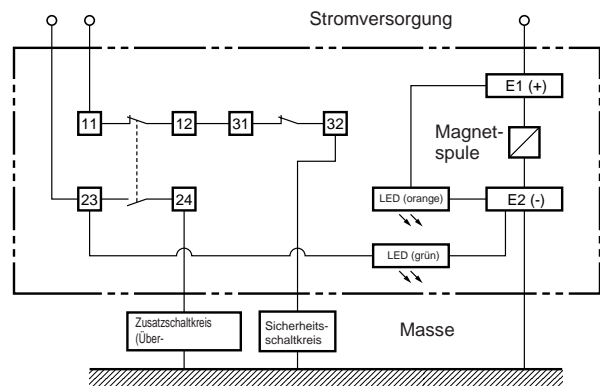 Stromversorgung
E1 (+)
11
12
31
32
Magnet-
spule
23
24
LED (orange)
E2 (-)
LED (grün)
Zusatzschaltkreis
(Über-
Sicherheits-
schaltkreis
Masse